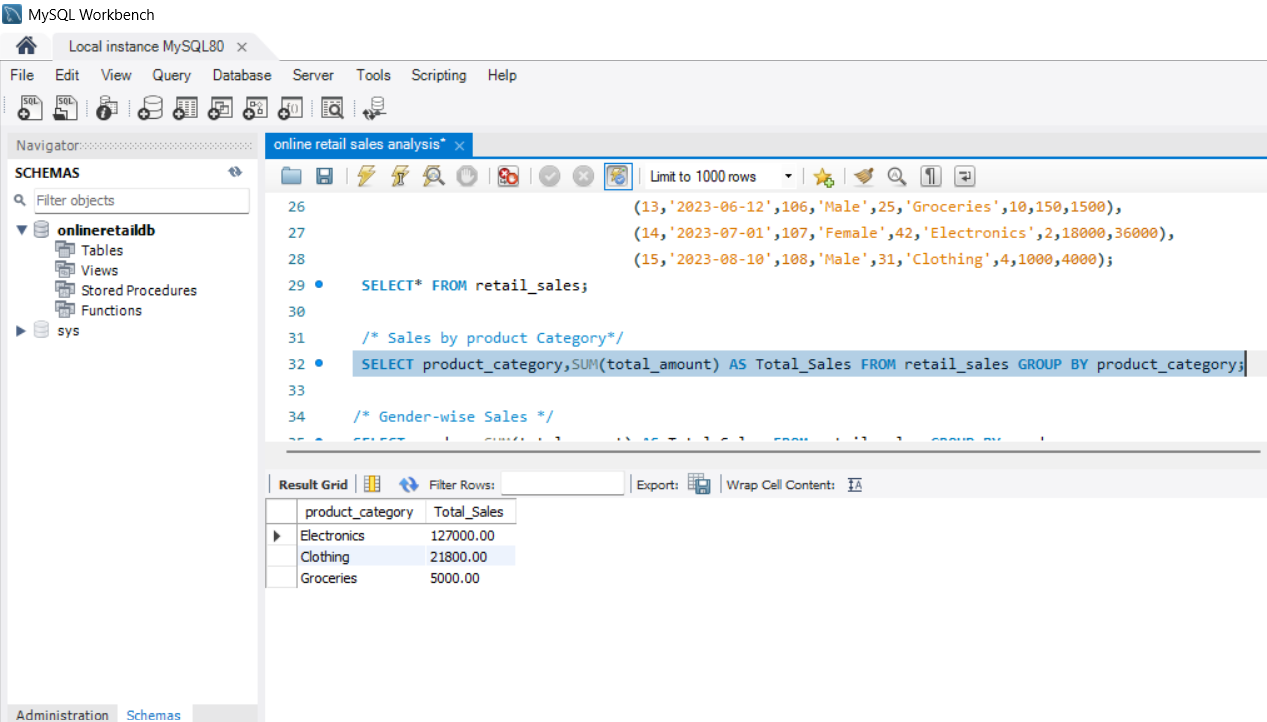 MySQL Workbench
Local instance MySQL80
File Edit View Query Database Server Tools Scripting Help
Navigator
SCHEMAS
Filter objects
onlineretaildb
Tables
Views
Stored Procedures
Functions
sys
Administration Schemas
online retail sales analysis*
Limit to 1000 rows
26 (13,'2023-06-12',106,'Male',25,'Groceries',10,150,1500),
27 (14,'2023-07-01',107,'Female',42,'Electronics',2,18000,36000),
28 (15,'2023-08-10',108,'Male',31,'Clothing',4,1000,4000);
29 SELECT* FROM retail_sales;
30
31 /* Sales by product Category*/
32 SELECT product_category,SUM(total_amount) AS Total_Sales FROM retail_sales GROUP BY product_category;
33
34 /* Gender-wise Sales */
Result Grid Filter Rows: Export: Wrap Cell Content:
product_category Total_Sales
Electronics 127000.00
Clothing 21800.00
Groceries 5000.00